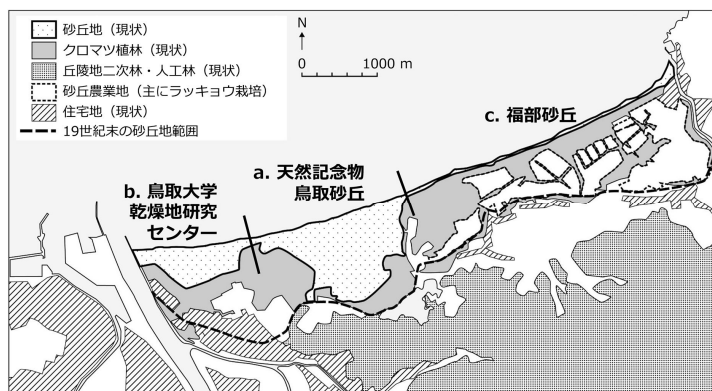 砂丘地（現状）
クロマツ植林（現状）
丘陵地二次林・人工林（現状）
砂丘農業地（主にラッキョウ栽培）
住宅地（現状）
19世紀末の砂丘地範囲
N
0 1000 m
c. 福部砂丘
a. 天然記念物
鳥取砂丘
b. 鳥取大学
乾燥地研究
センター